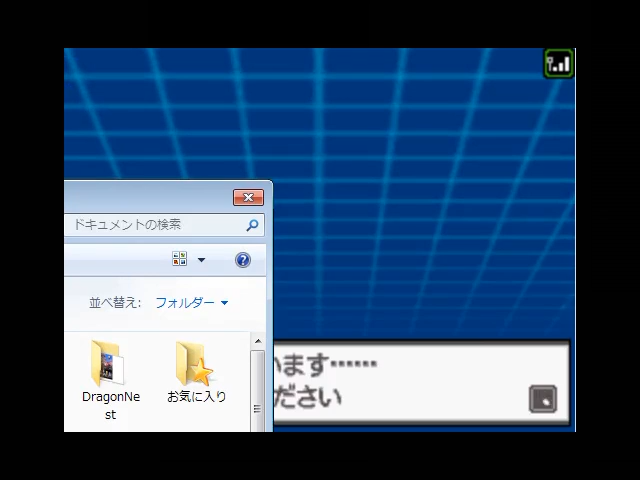 ドキュメントの検索
並べ替え: フォルダー
DragonNe
st
お気に入り
います……
ださい